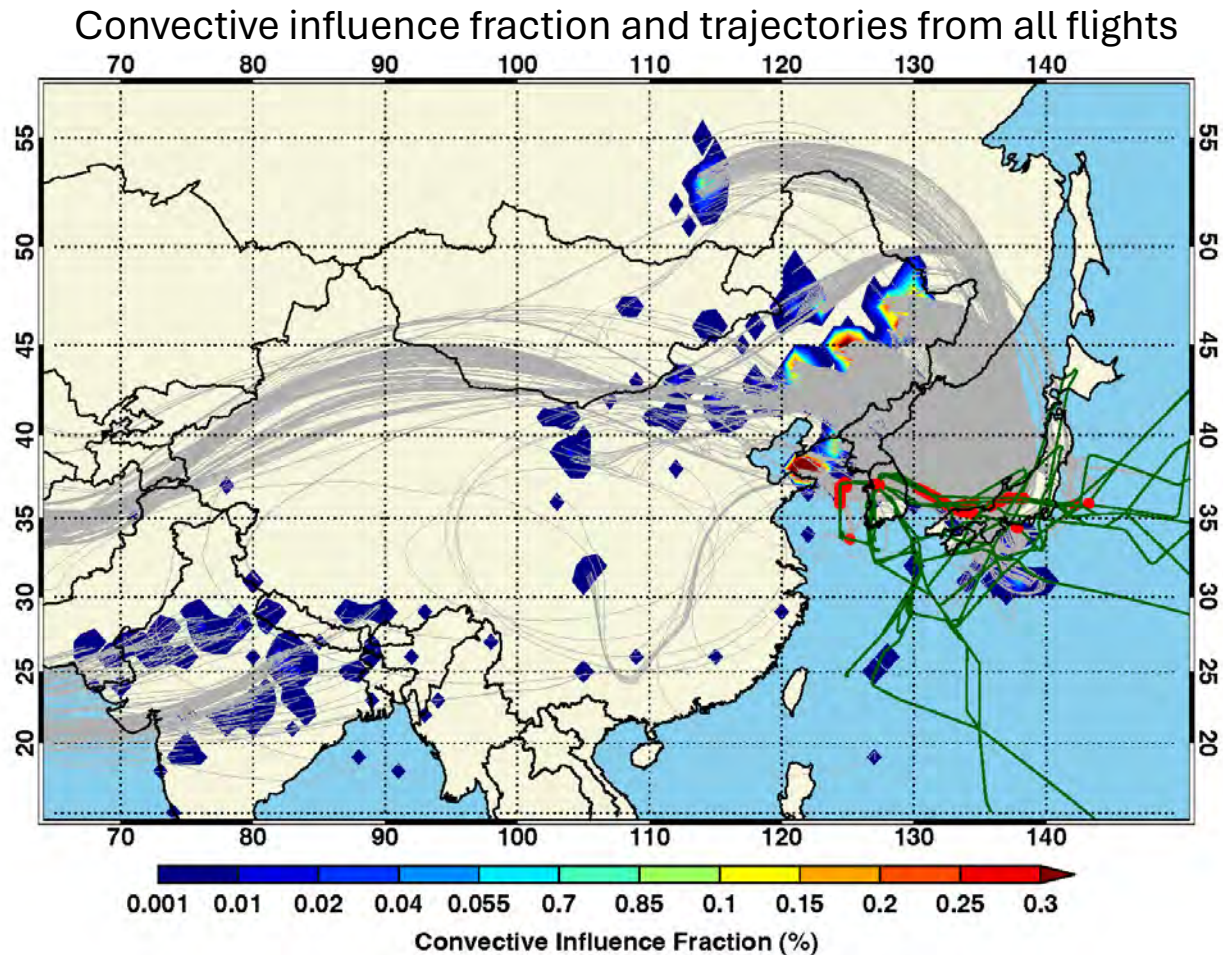 Convective influence fraction and trajectories from all flights
70 80 90 100 110 120 130 140
55 55
50 50
45 45
40 40
35 35
30 30
25 25
20 20
70 80 90 100 110 120 130 140
0.001 0.01 0.02 0.04 0.055 0.7 0.85 0.1 0.15 0.2 0.25 0.3
Convective Influence Fraction (%)